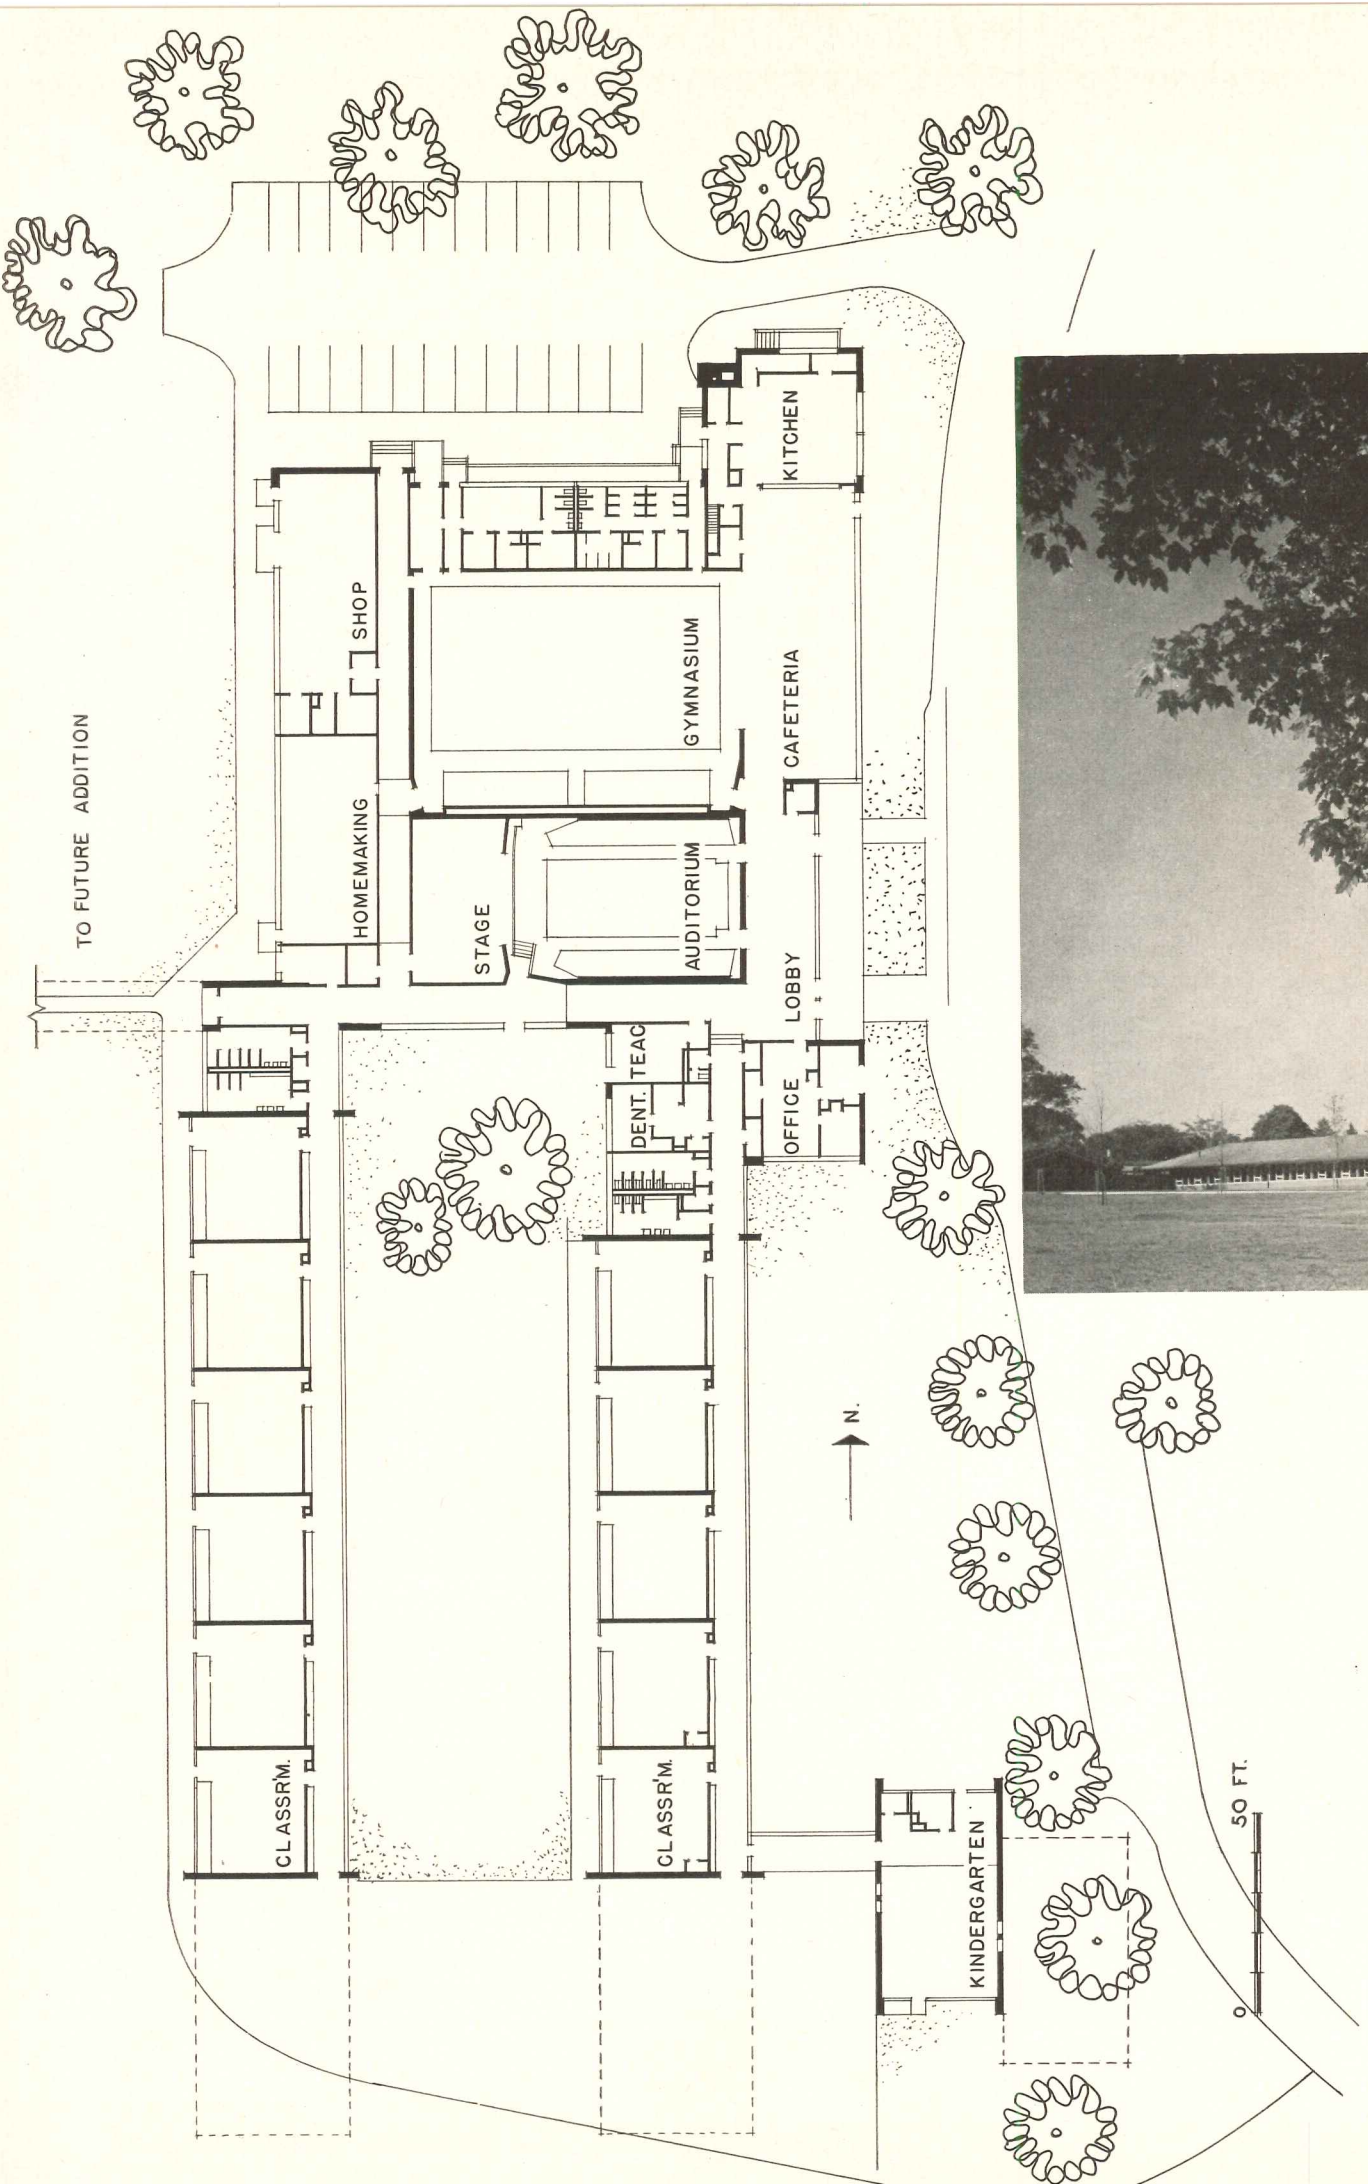 TO FUTURE ADDITION
SHOP
HOMEMAKING
KITCHEN
GYMNASIUM
CAFETERIA
STAGE
AUDITORIUM
LOBBY
TEAC
DENT.
OFFICE
N.
CLASSR'M.
CLASSR'M.
KINDERGARTEN
0 50 FT.